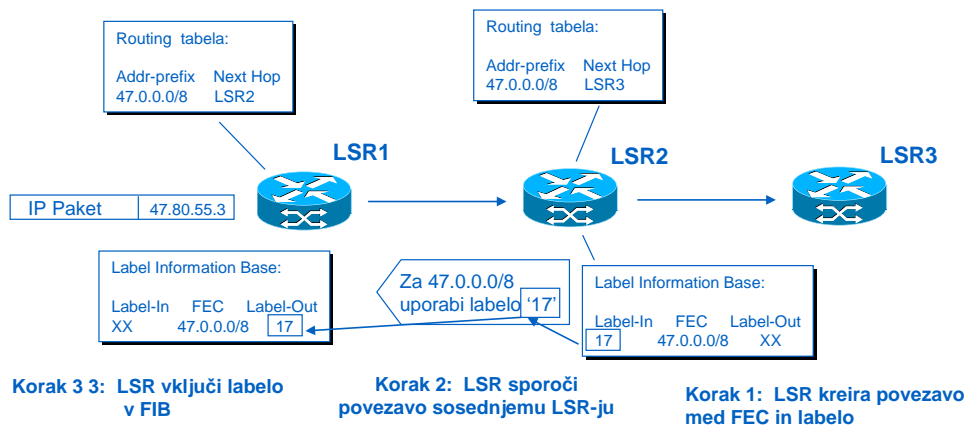 Routing tabela:
Addr-prefix Next Hop
47.0.0.0/8 LSR2
Routing tabela:
Addr-prefix Next Hop
47.0.0.0/8 LSR3
LSR1
LSR2
LSR3
IP Paket 47.80.55.3
Label Information Base:
Label-In FEC Label-Out
XX 47.0.0.0/8 17
Za 47.0.0.0/8
uporabi labelo '17'
Label Information Base:
Label-In FEC Label-Out
17 47.0.0.0/8 XX
Korak 3 3: LSR vključi labelo
v FIB
Korak 2: LSR sporoči
povezavo sosednjemu LSR-ju
Korak 1: LSR kreira povezavo
med FEC in labelo